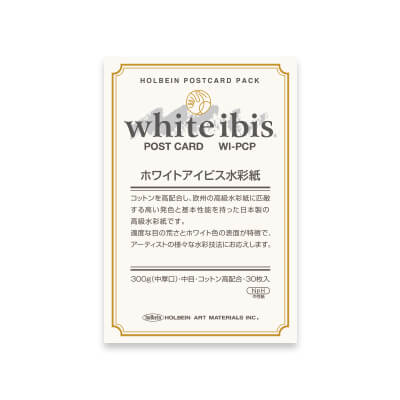 HOLBEIN POSTCARD PACK
white ibis®
POST CARD WI-PCP
ホワイトアイビス水彩紙
コットンを高配合し、欧州の高級水彩紙に匹敵
する高い発色と基本性能を持った日本製の
高級水彩紙です。
適度な目の荒さとホワイト色の表面が特徴で、
アーティストの様々な水彩技法にお応えします。
300g(中厚口)・中目・コットン高配合・30枚入
NpH
中性紙
holbein HOLBEIN ART MATERIALS INC.